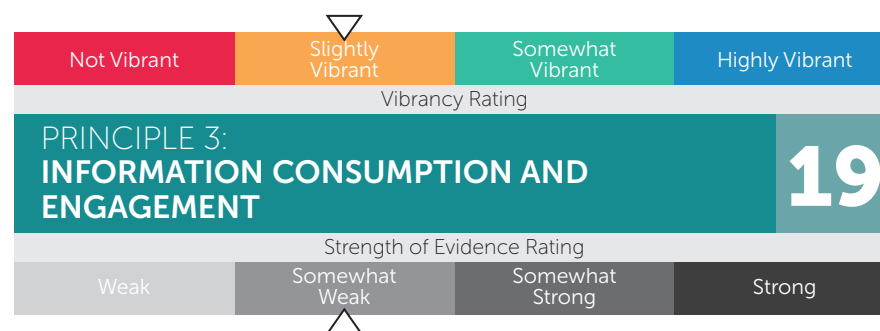 Not Vibrant
Slightly
Vibrant
Somewhat
Vibrant
Highly Vibrant
Vibrancy Rating
PRINCIPLE 3:
INFORMATION CONSUMPTION AND
ENGAGEMENT
19
Strength of Evidence Rating
Weak
Somewhat
Weak
Somewhat
Strong
Strong